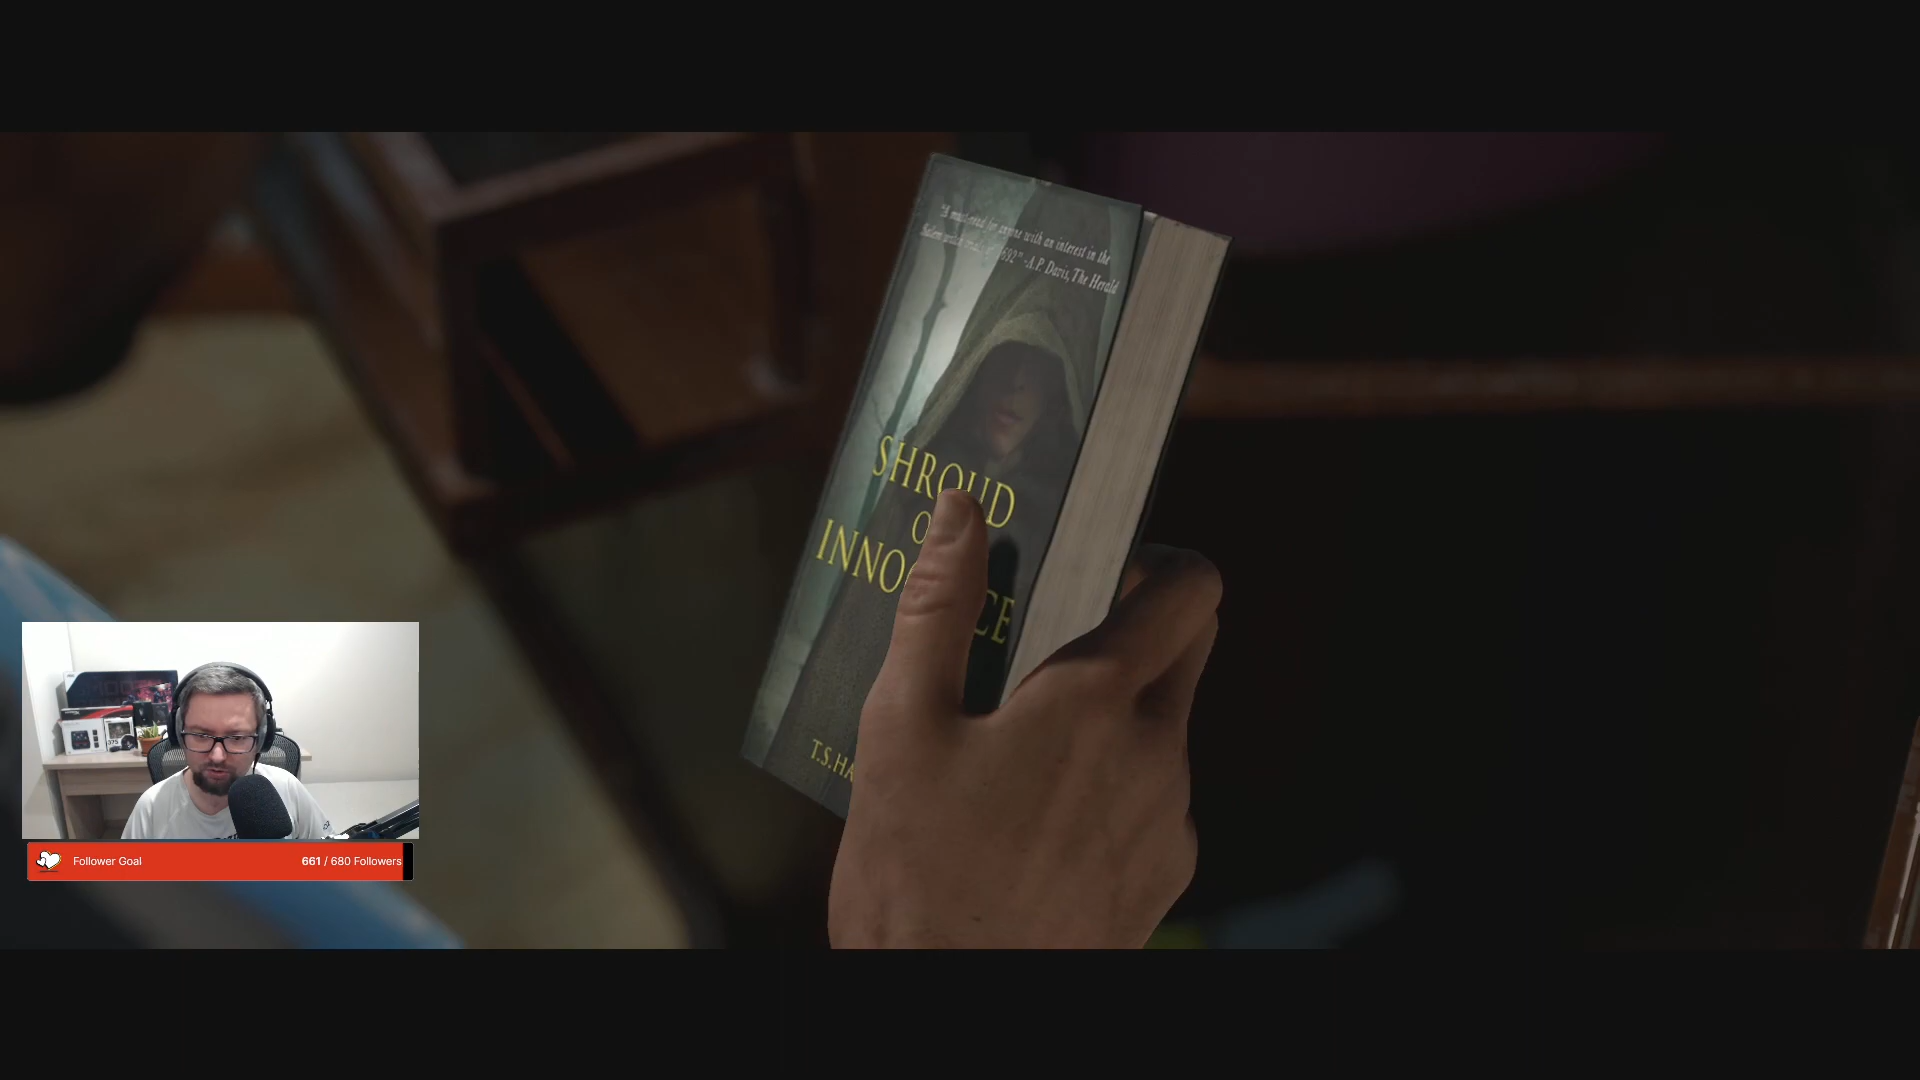 "A must-read for anyone with an interest in the
Salem witch trials of 1692" -A.P. Davis, The Herald
SHROUD
O
INNO CE
T.S.HA
Follower Goal
661 / 680 Followers